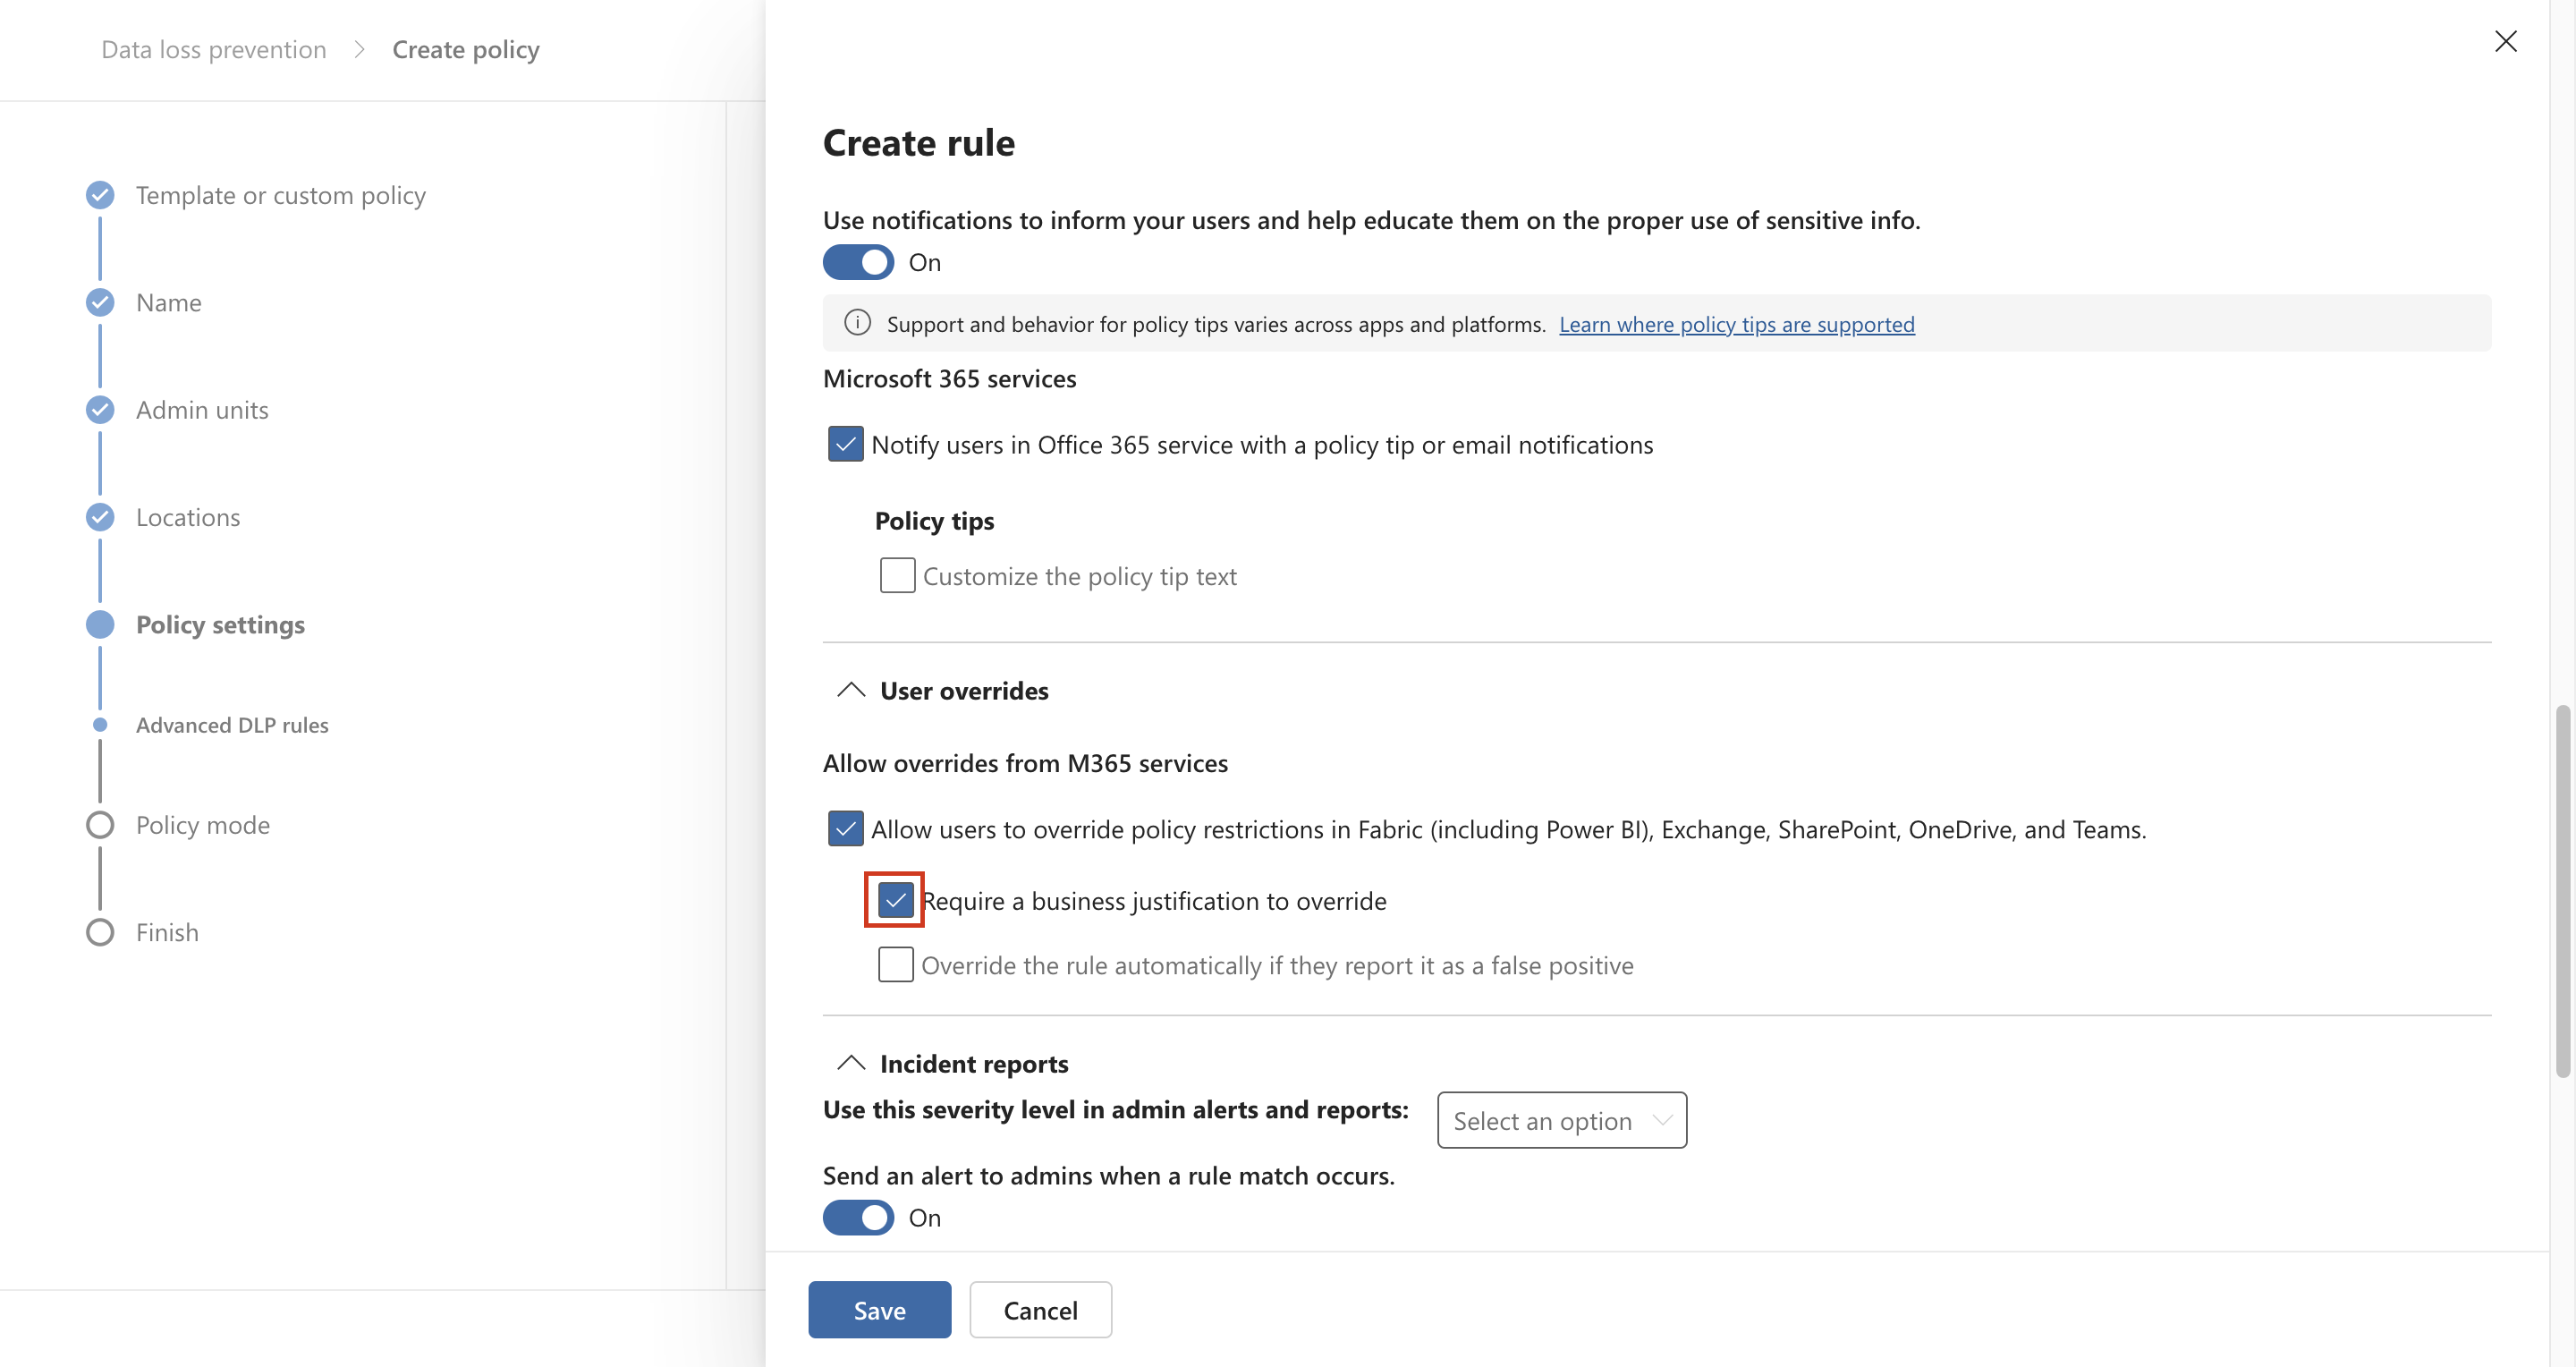 Data loss prevention > Create policy
Template or custom policy
Name
Admin units
Locations
Policy settings
Advanced DLP rules
Policy mode
Finish
Create rule
Use notifications to inform your users and help educate them on the proper use of sensitive info.
On
Support and behavior for policy tips varies across apps and platforms. Learn where policy tips are supported
Microsoft 365 services
Notify users in Office 365 service with a policy tip or email notifications
Policy tips
Customize the policy tip text
User overrides
Allow overrides from M365 services
Allow users to override policy restrictions in Fabric (including Power BI), Exchange, SharePoint, OneDrive, and Teams.
Require a business justification to override
Override the rule automatically if they report it as a false positive
Incident reports
Use this severity level in admin alerts and reports: Select an option
Send an alert to admins when a rule match occurs.
On
Save Cancel